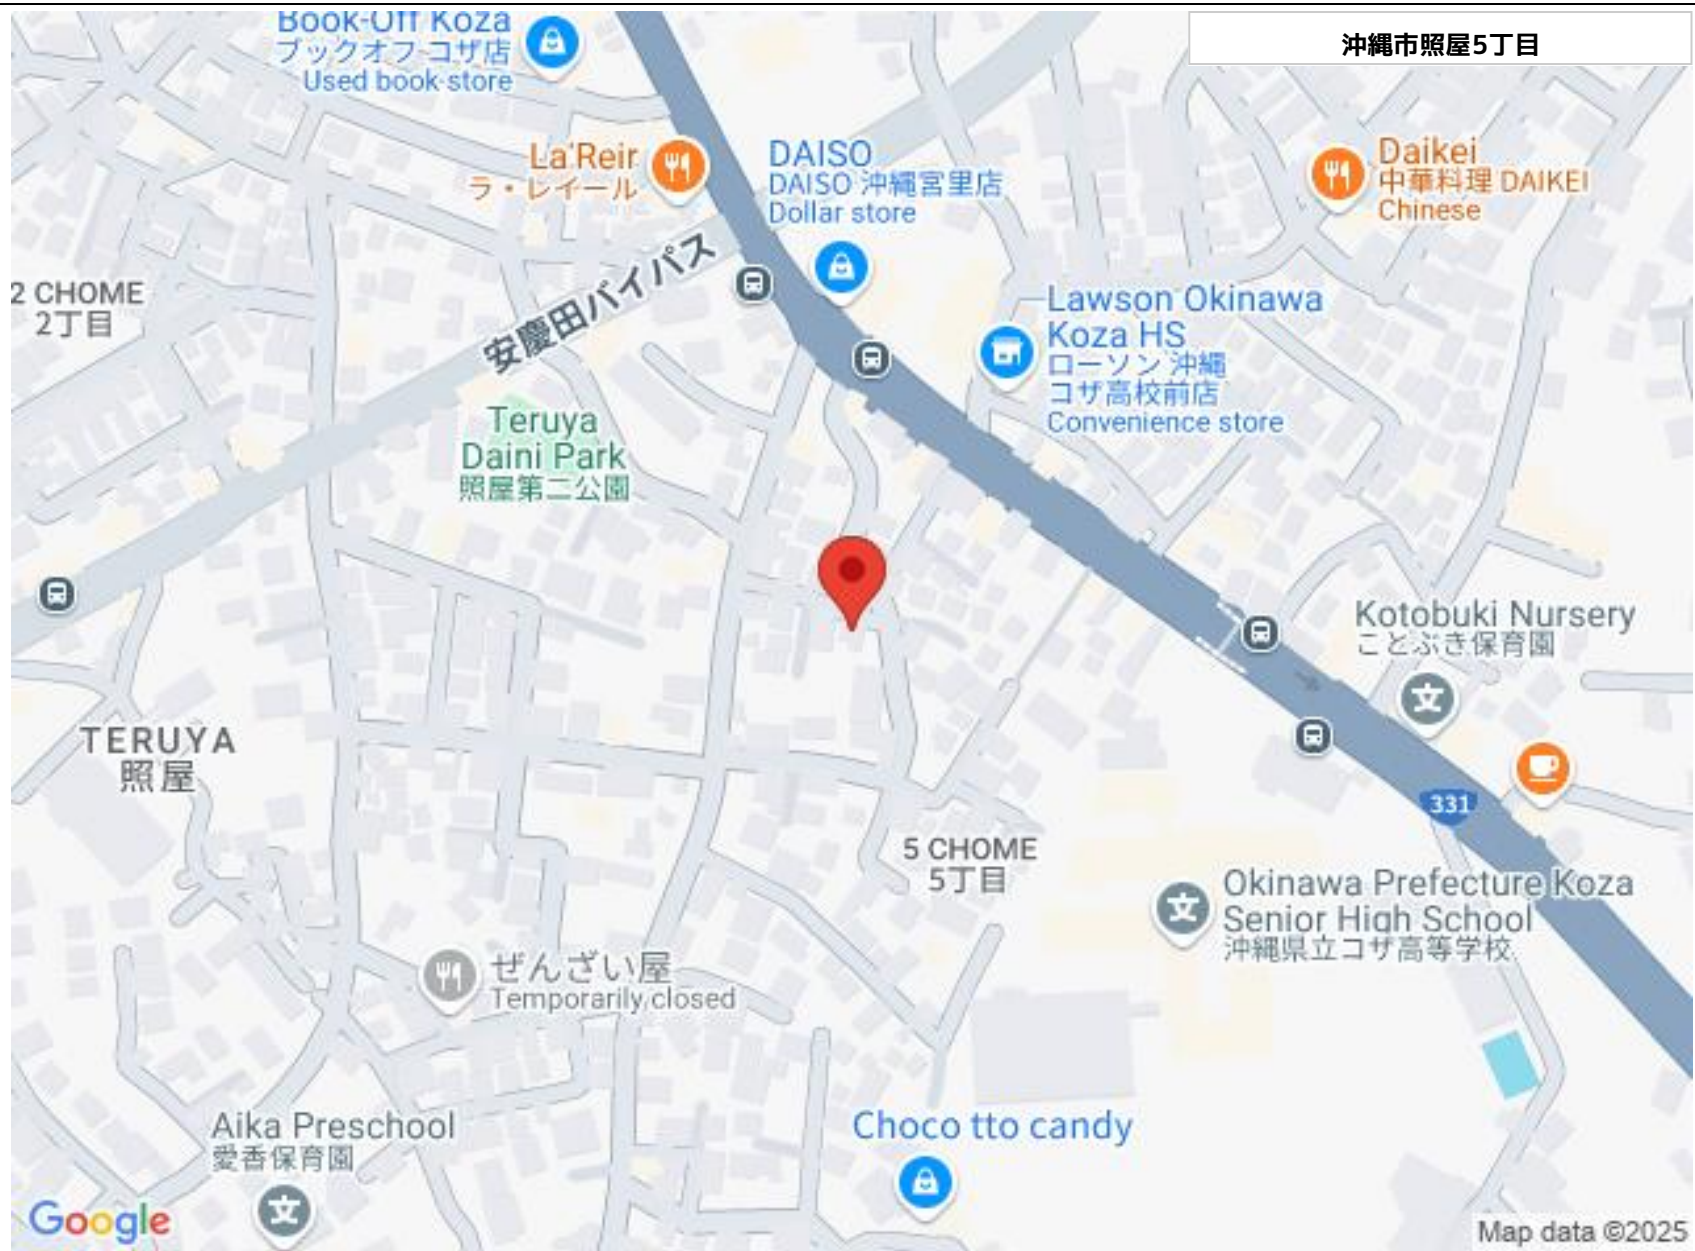 沖縄市照屋5丁目
Book-Off Koza
ブックオフ コザ店
Used book store
La'Reir
ラ・レイール
DAISO
DAISO 沖縄宮里店
Dollar store
Daikei
中華料理 DAIKEI
Chinese
安慶田バイパス
2 CHOME
2丁目
Lawson Okinawa
Koza HS
ローソン 沖縄
コザ高校前店
Convenience store
Teruya
Daini Park
照屋第二公園
Kotobuki Nursery
ことぶき保育園
文
TERUYA
照屋
331
5 CHOME
5丁目
文
Okinawa Prefecture Koza
Senior High School
沖縄県立コザ高等学校
ぜんざい屋
Temporarily closed
Aika Preschool
愛香保育園
文
Choco tto candy
Google
Map data ©2025